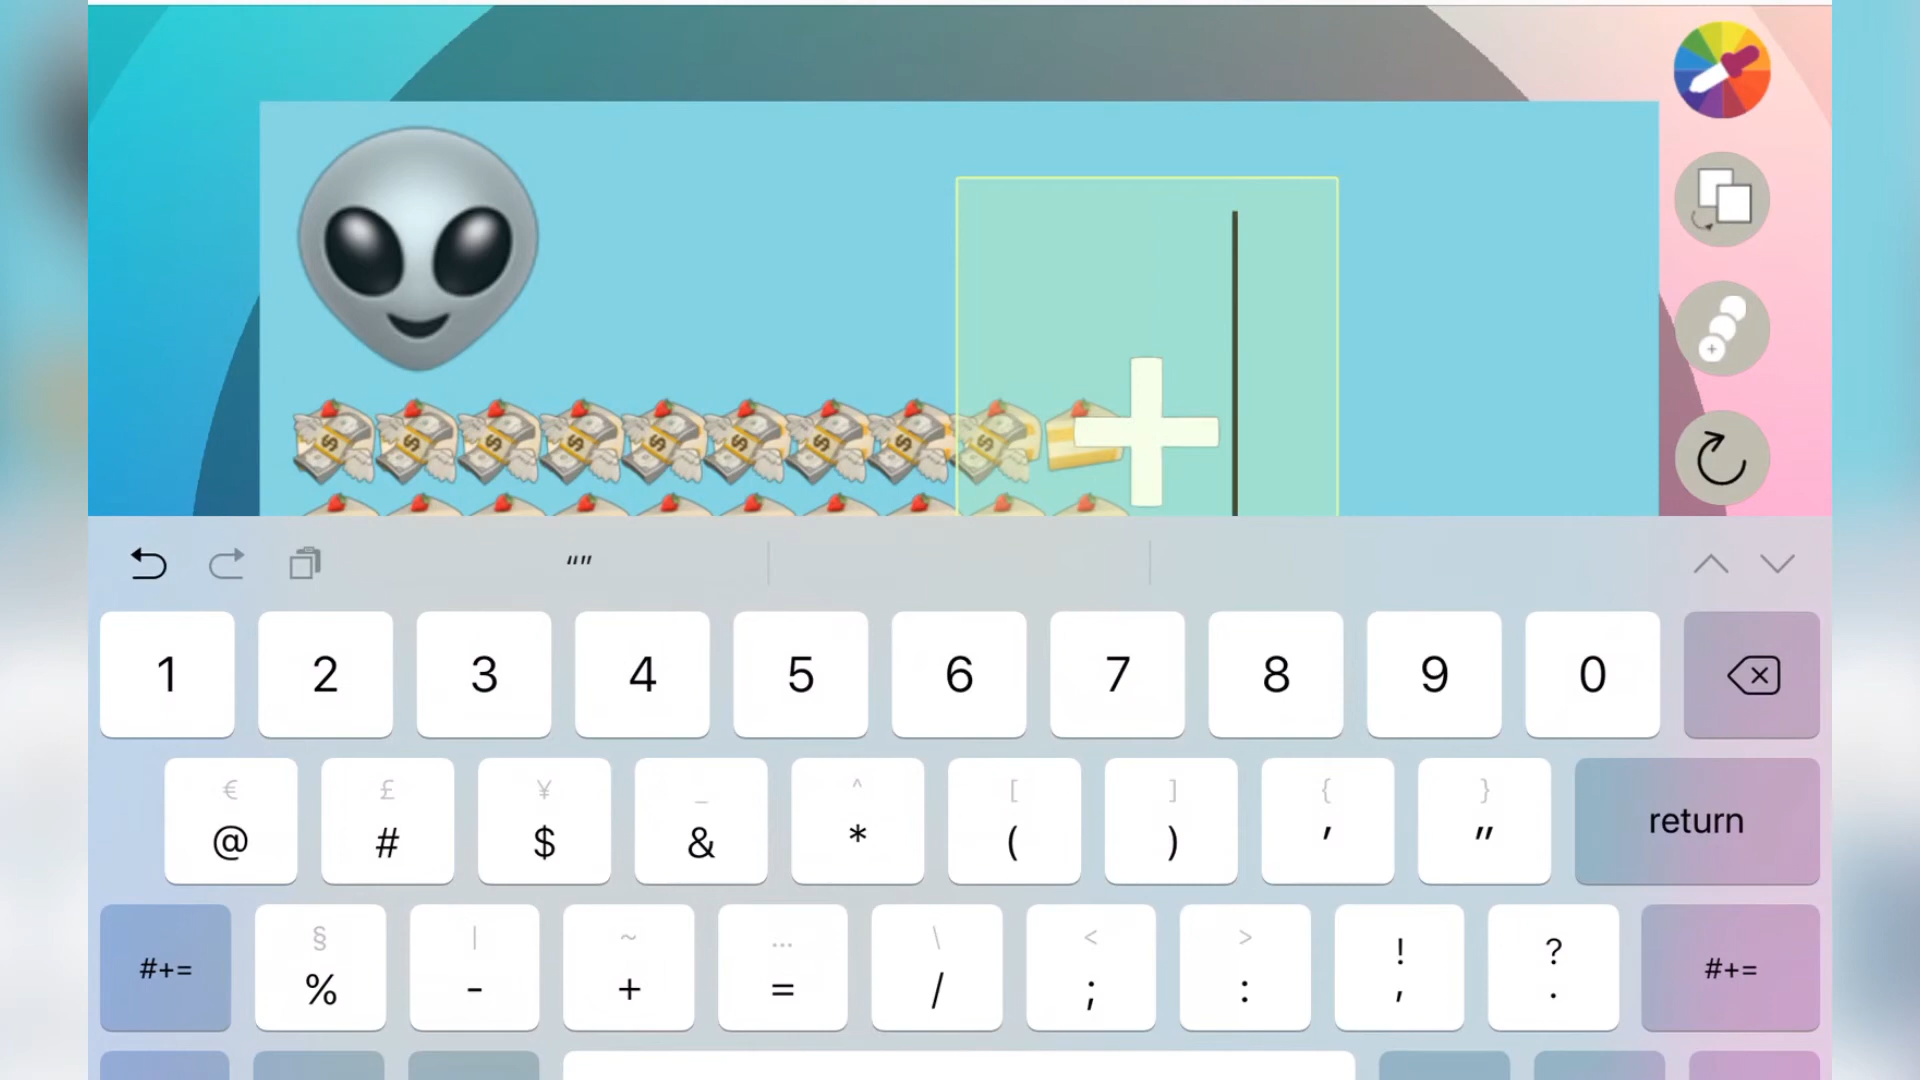 +
“”
1 2 3 4 5 6 7 8 9 0
€ £ ¥ _ ^ [ ] { }
@ # $ & * ( ) ' "
return
§ | ~ … \ < > ! ?
#+= % - + = / ; : , . #+=